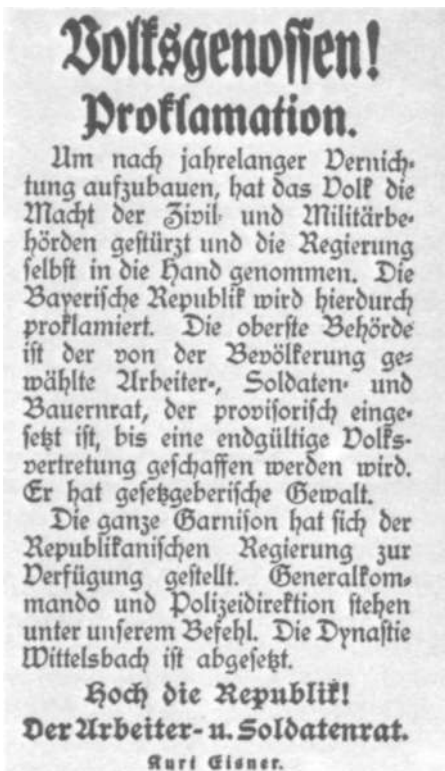 Volksgenossen!
Proklamation.
Um nach jahrelanger Vernich-
tung aufzubauen, hat das Volk die
Macht der Zivil- und Militärbe-
hörden gestürzt und die Regierung
selbst in die Hand genommen. Die
Bayerische Republik wird hierdurch
proklamiert. Die oberste Behörde
ist der von der Bevölkerung ge-
wählte Arbeiter-, Soldaten- und
Bauernrat, der provisorisch einge-
setzt ist, bis eine endgültige Volks-
vertretung geschaffen werden wird.
Er hat gesetzgeberische Gewalt.
Die ganze Garnison hat sich der
Republikanischen Regierung zur
Verfügung gestellt. Generalkom-
mando und Polizeidirektion stehen
unter unserem Befehl. Die Dynastie
Wittelsbach ist abgesetzt.
Hoch die Republik!
Der Arbeiter- u. Soldatenrat.
Kurt Eisner.